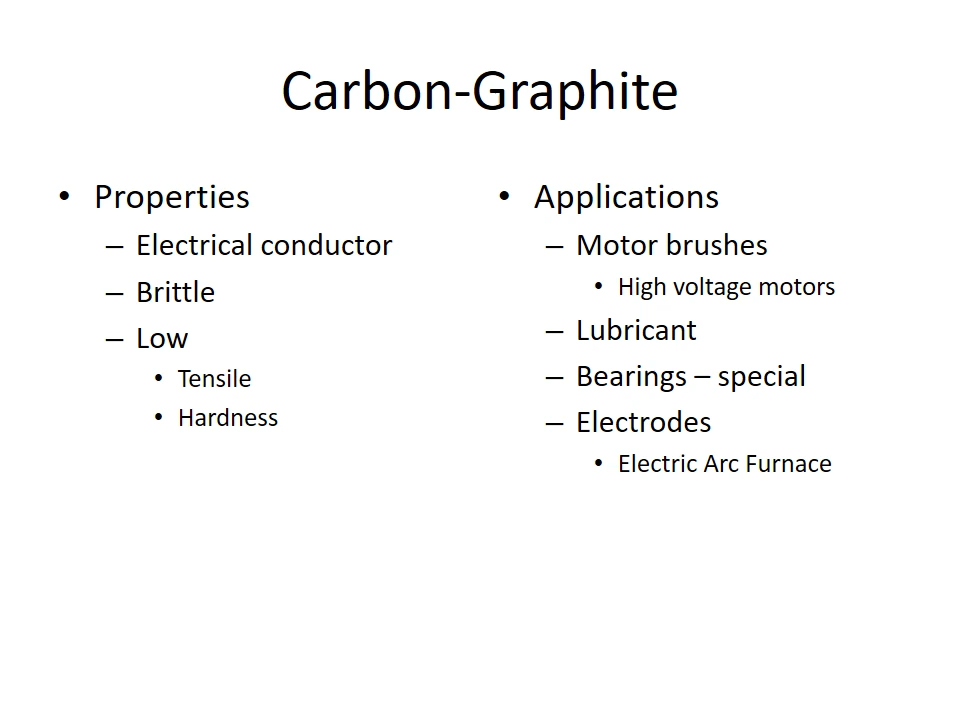 Carbon-Graphite
• Properties
– Electrical conductor
– Brittle
– Low
• Tensile
• Hardness
• Applications
– Motor brushes
• High voltage motors
– Lubricant
– Bearings – special
– Electrodes
• Electric Arc Furnace